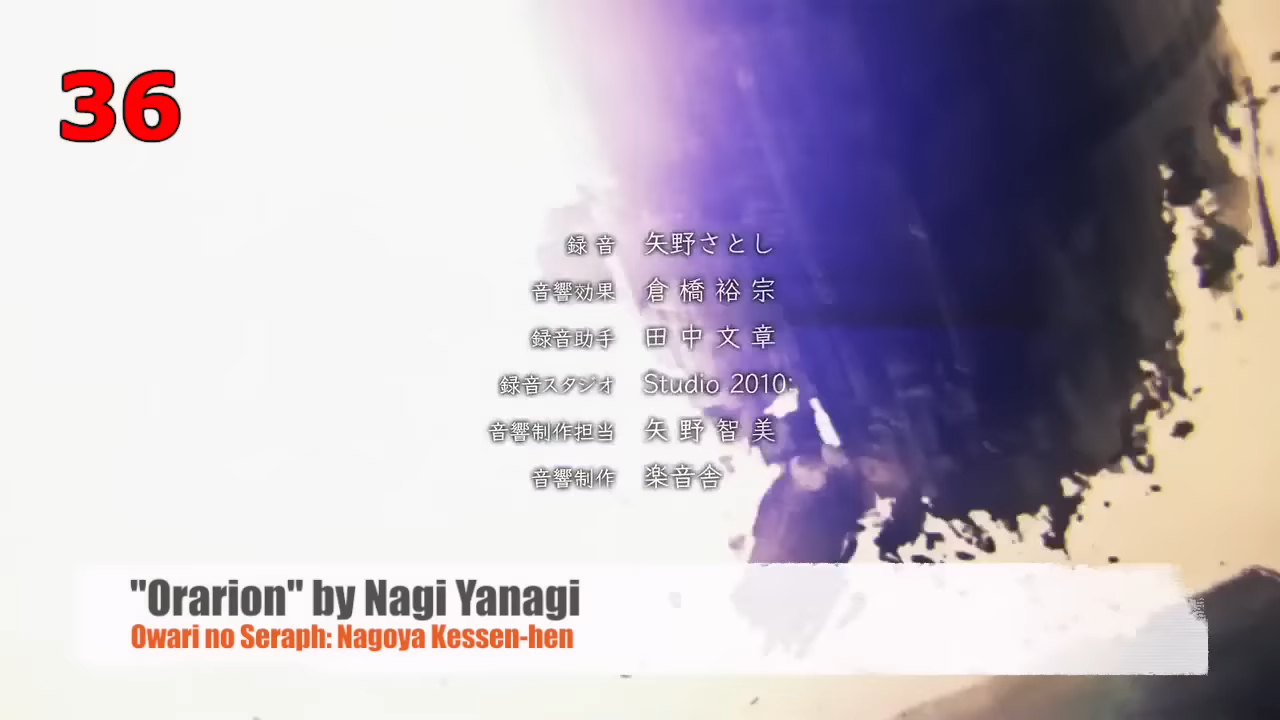 36
録音 矢野さとし
音響効果 倉橋裕宗
録音助手 田中文章
録音スタジオ Studio 2010;
音響制作担当 矢野智美
音響制作 楽音舎
"Orarion" by Nagi Yanagi
Owari no Seraph: Nagoya Kessen-hen